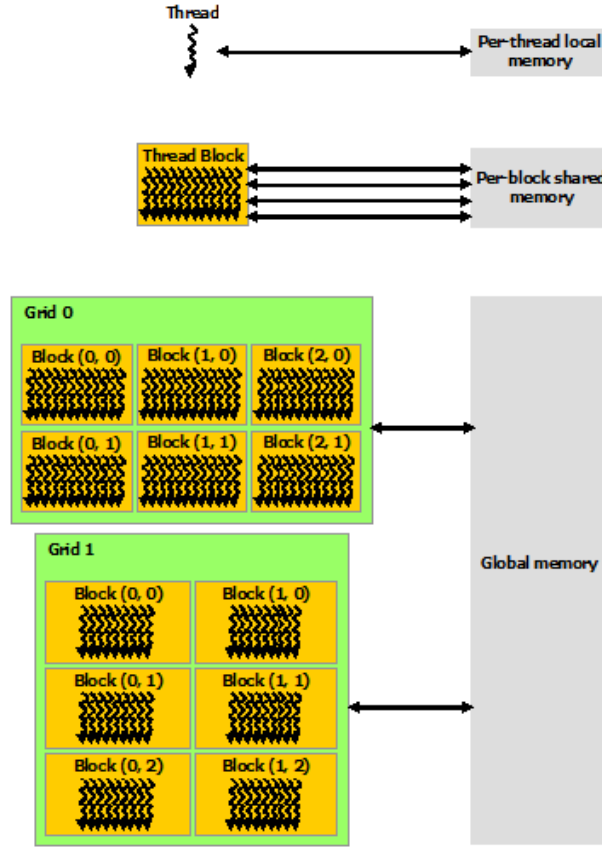 Thread
Per-thread local
memory
Thread Block
Per-block shared
memory
Grid 0
Block (0, 0) Block (1, 0) Block (2, 0)
Block (0, 1) Block (1, 1) Block (2, 1)
Grid 1
Block (0, 0) Block (1, 0)
Global memory
Block (0, 1) Block (1, 1)
Block (0, 2) Block (1, 2)